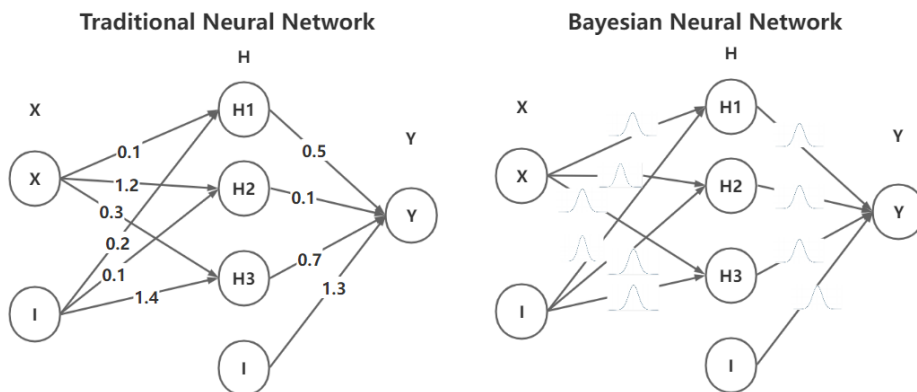 Traditional Neural Network
H
X
H1
0.1
0.5
Y
X
1.2
H2
0.1
Y
0.3
0.2
0.1
H3
0.7
1.4
1.3
I
I
Bayesian Neural Network
H
X
H1
Y
X
H2
Y
H3
I
I